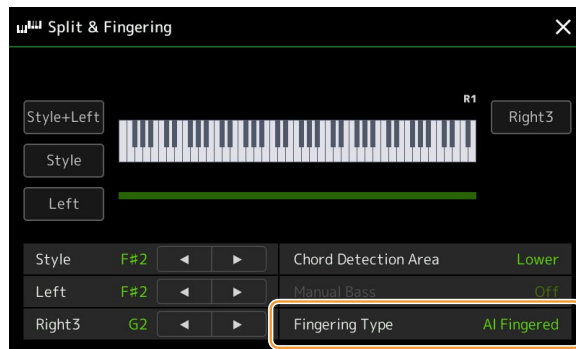 Split & Fingering
R1
Style+Left
Right3
Style
Left
Style F♯2 Chord Detection Area Lower
Left F♯2 Manual Bass Off
Right3 G2 Fingering Type AI Fingered